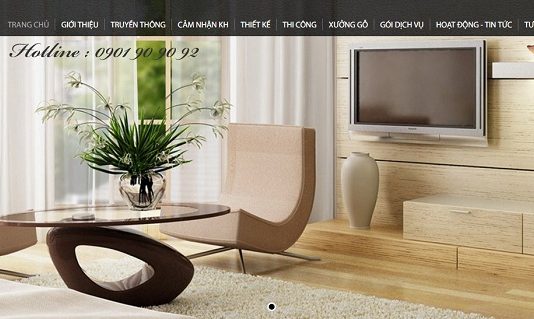 TRANG CHỦ GIỚI THIỆU TRUYỀN THÔNG CẢM NHẬN KH THIẾT KẾ THI CÔNG XƯỞNG GỖ GÓI DỊCH VỤ HOẠT ĐỘNG - TIN TỨC
Hotline : 0901 90 90 92